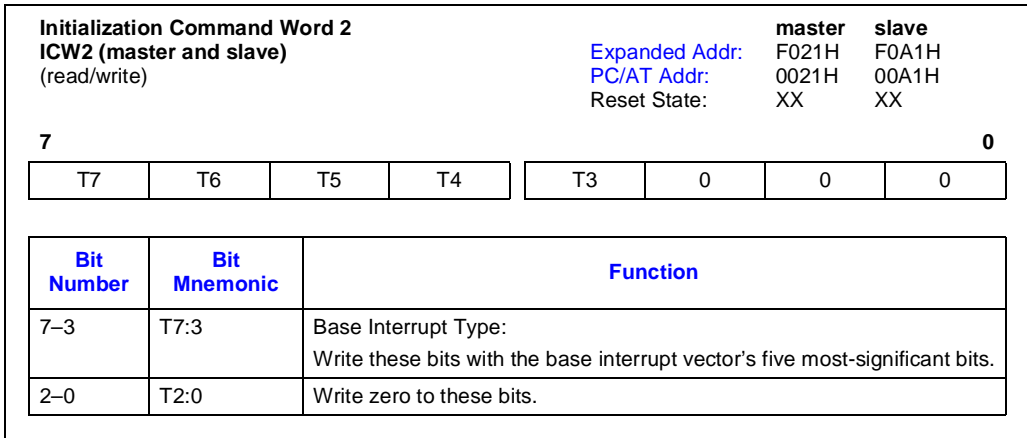 Initialization Command Word 2
ICW2 (master and slave)
(read/write)
master slave
Expanded Addr: F021H F0A1H
PC/AT Addr: 0021H 00A1H
Reset State: XX XX
7 0
T7 T6 T5 T4 T3 0 0 0
Bit Number Bit Mnemonic Function
7–3 T7:3 Base Interrupt Type:
Write these bits with the base interrupt vector's five most-significant bits.
2–0 T2:0 Write zero to these bits.